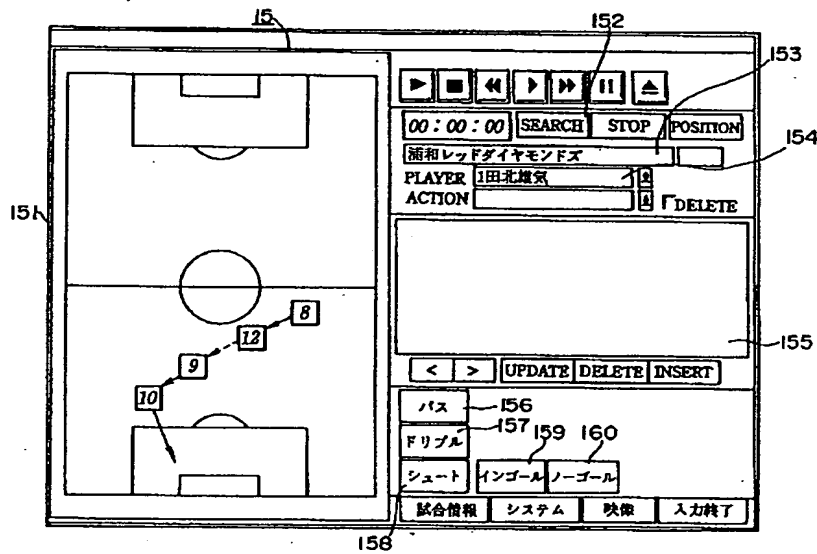 15
152
153
154
00:00:00 SEARCH STOP POSITION
浦和レッドダイヤモンズ
PLAYER 1田北雄気
ACTION DELETE
151
8
12
9
10
155
< > UPDATE DELETE INSERT
パス 156
ドリブル 157
159 160
シュート インゴール ノーゴール
158
試合情報 システム 映像 入力終了